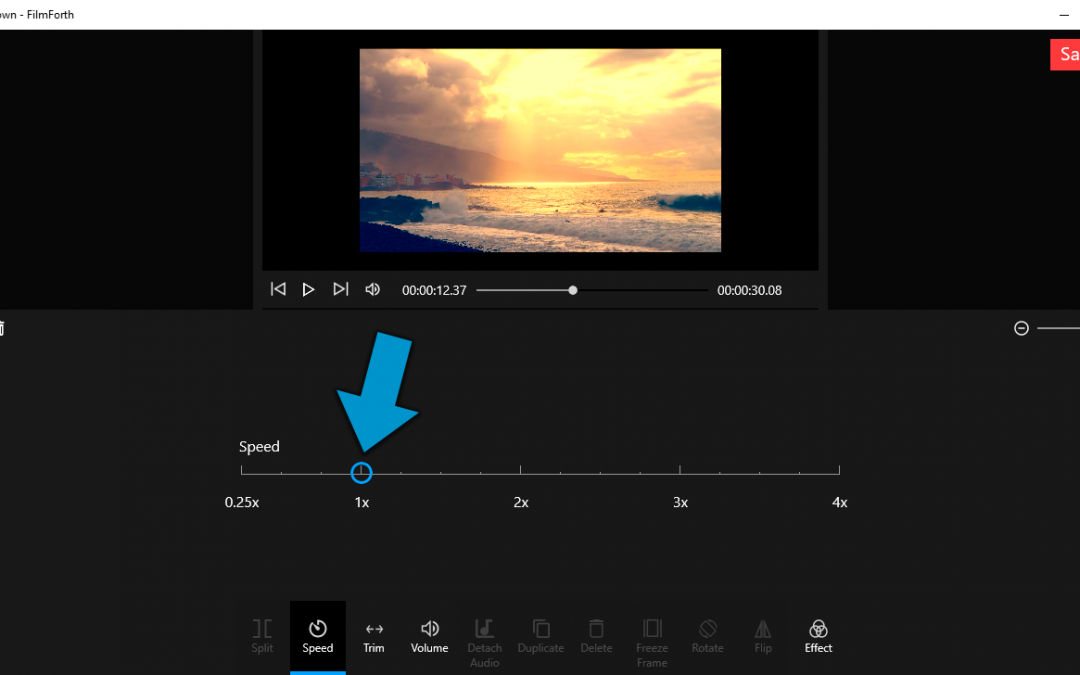 own - FilmForth
Sa
00:00:12.37 00:00:30.08
Speed
0.25x 1x 2x 3x 4x
Split Speed Trim Volume Detach Audio Duplicate Delete Freeze Frame Rotate Flip Effect